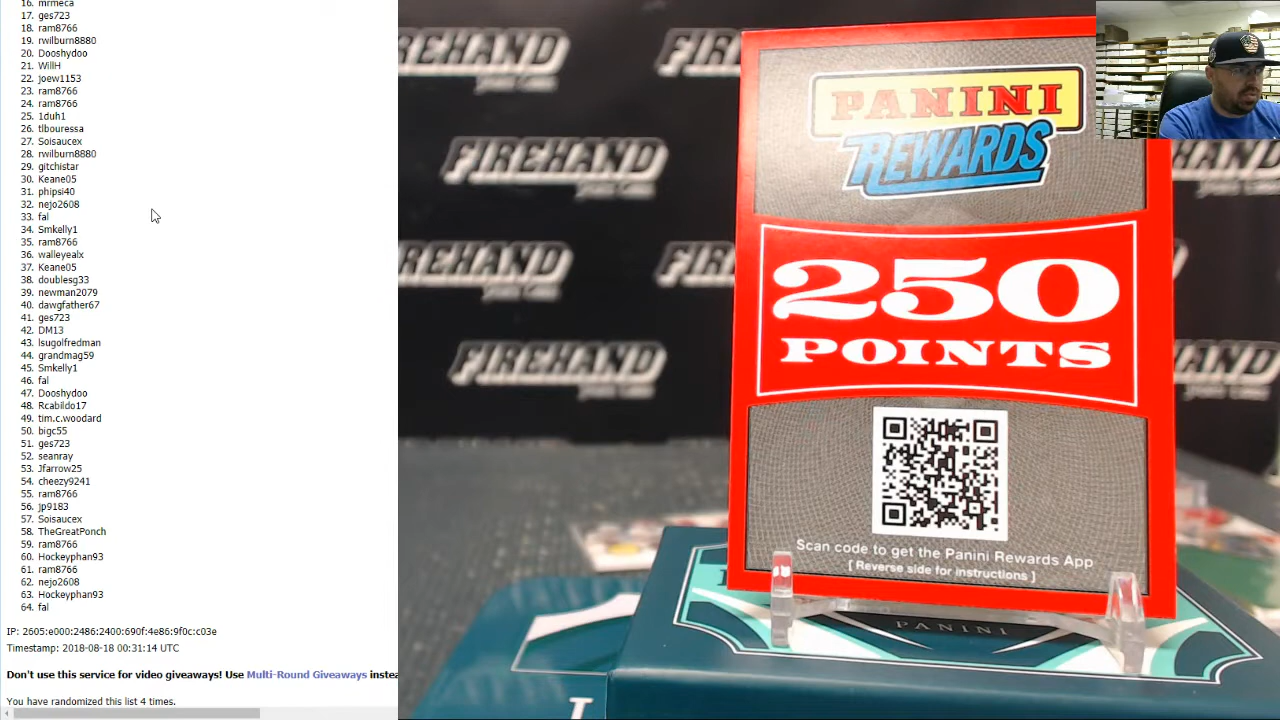 16. mrmeca
17. ges723
18. ram8766
19. rwilburn8880
20. Dooshydoo
21. WillH
22. joew1153
23. ram8766
24. ram8766
25. 1duh1
26. tlbouressa
27. Soisaucex
28. rwilburn8880
29. gitchistar
30. Keane05
31. phipsi40
32. nejo2608
33. fal
34. Smkelly1
35. ram8766
36. walleyealx
37. Keane05
38. doublesg33
39. newman2079
40. dawgfather67
41. ges723
42. DM13
43. lsugolfredman
44. grandmag59
45. Smkelly1
46. fal
47. Dooshydoo
48. Rcabildo17
49. tim.c.woodard
50. bigc55
51. ges723
52. seanray
53. Jfarrow25
54. cheezy9241
55. ram8766
56. jp9183
57. Soisaucex
58. TheGreatPonch
59. ram8766
60. Hockeyphan93
61. ram8766
62. nejo2608
63. Hockeyphan93
64. fal
IP: 2605:e000:2486:2400:690f:4e86:9f0c:c03e
Timestamp: 2018-08-18 00:31:14 UTC
Don't use this service for video giveaways! Use Multi-Round Giveaways instea
You have randomized this list 4 times.
PANINI
REWARDS
250
POINTS
Scan code to get the Panini Rewards App
[ Reverse side for instructions ]
PANINI
FIREHAND
FIREHAND
FIREHAND
FIREHAND